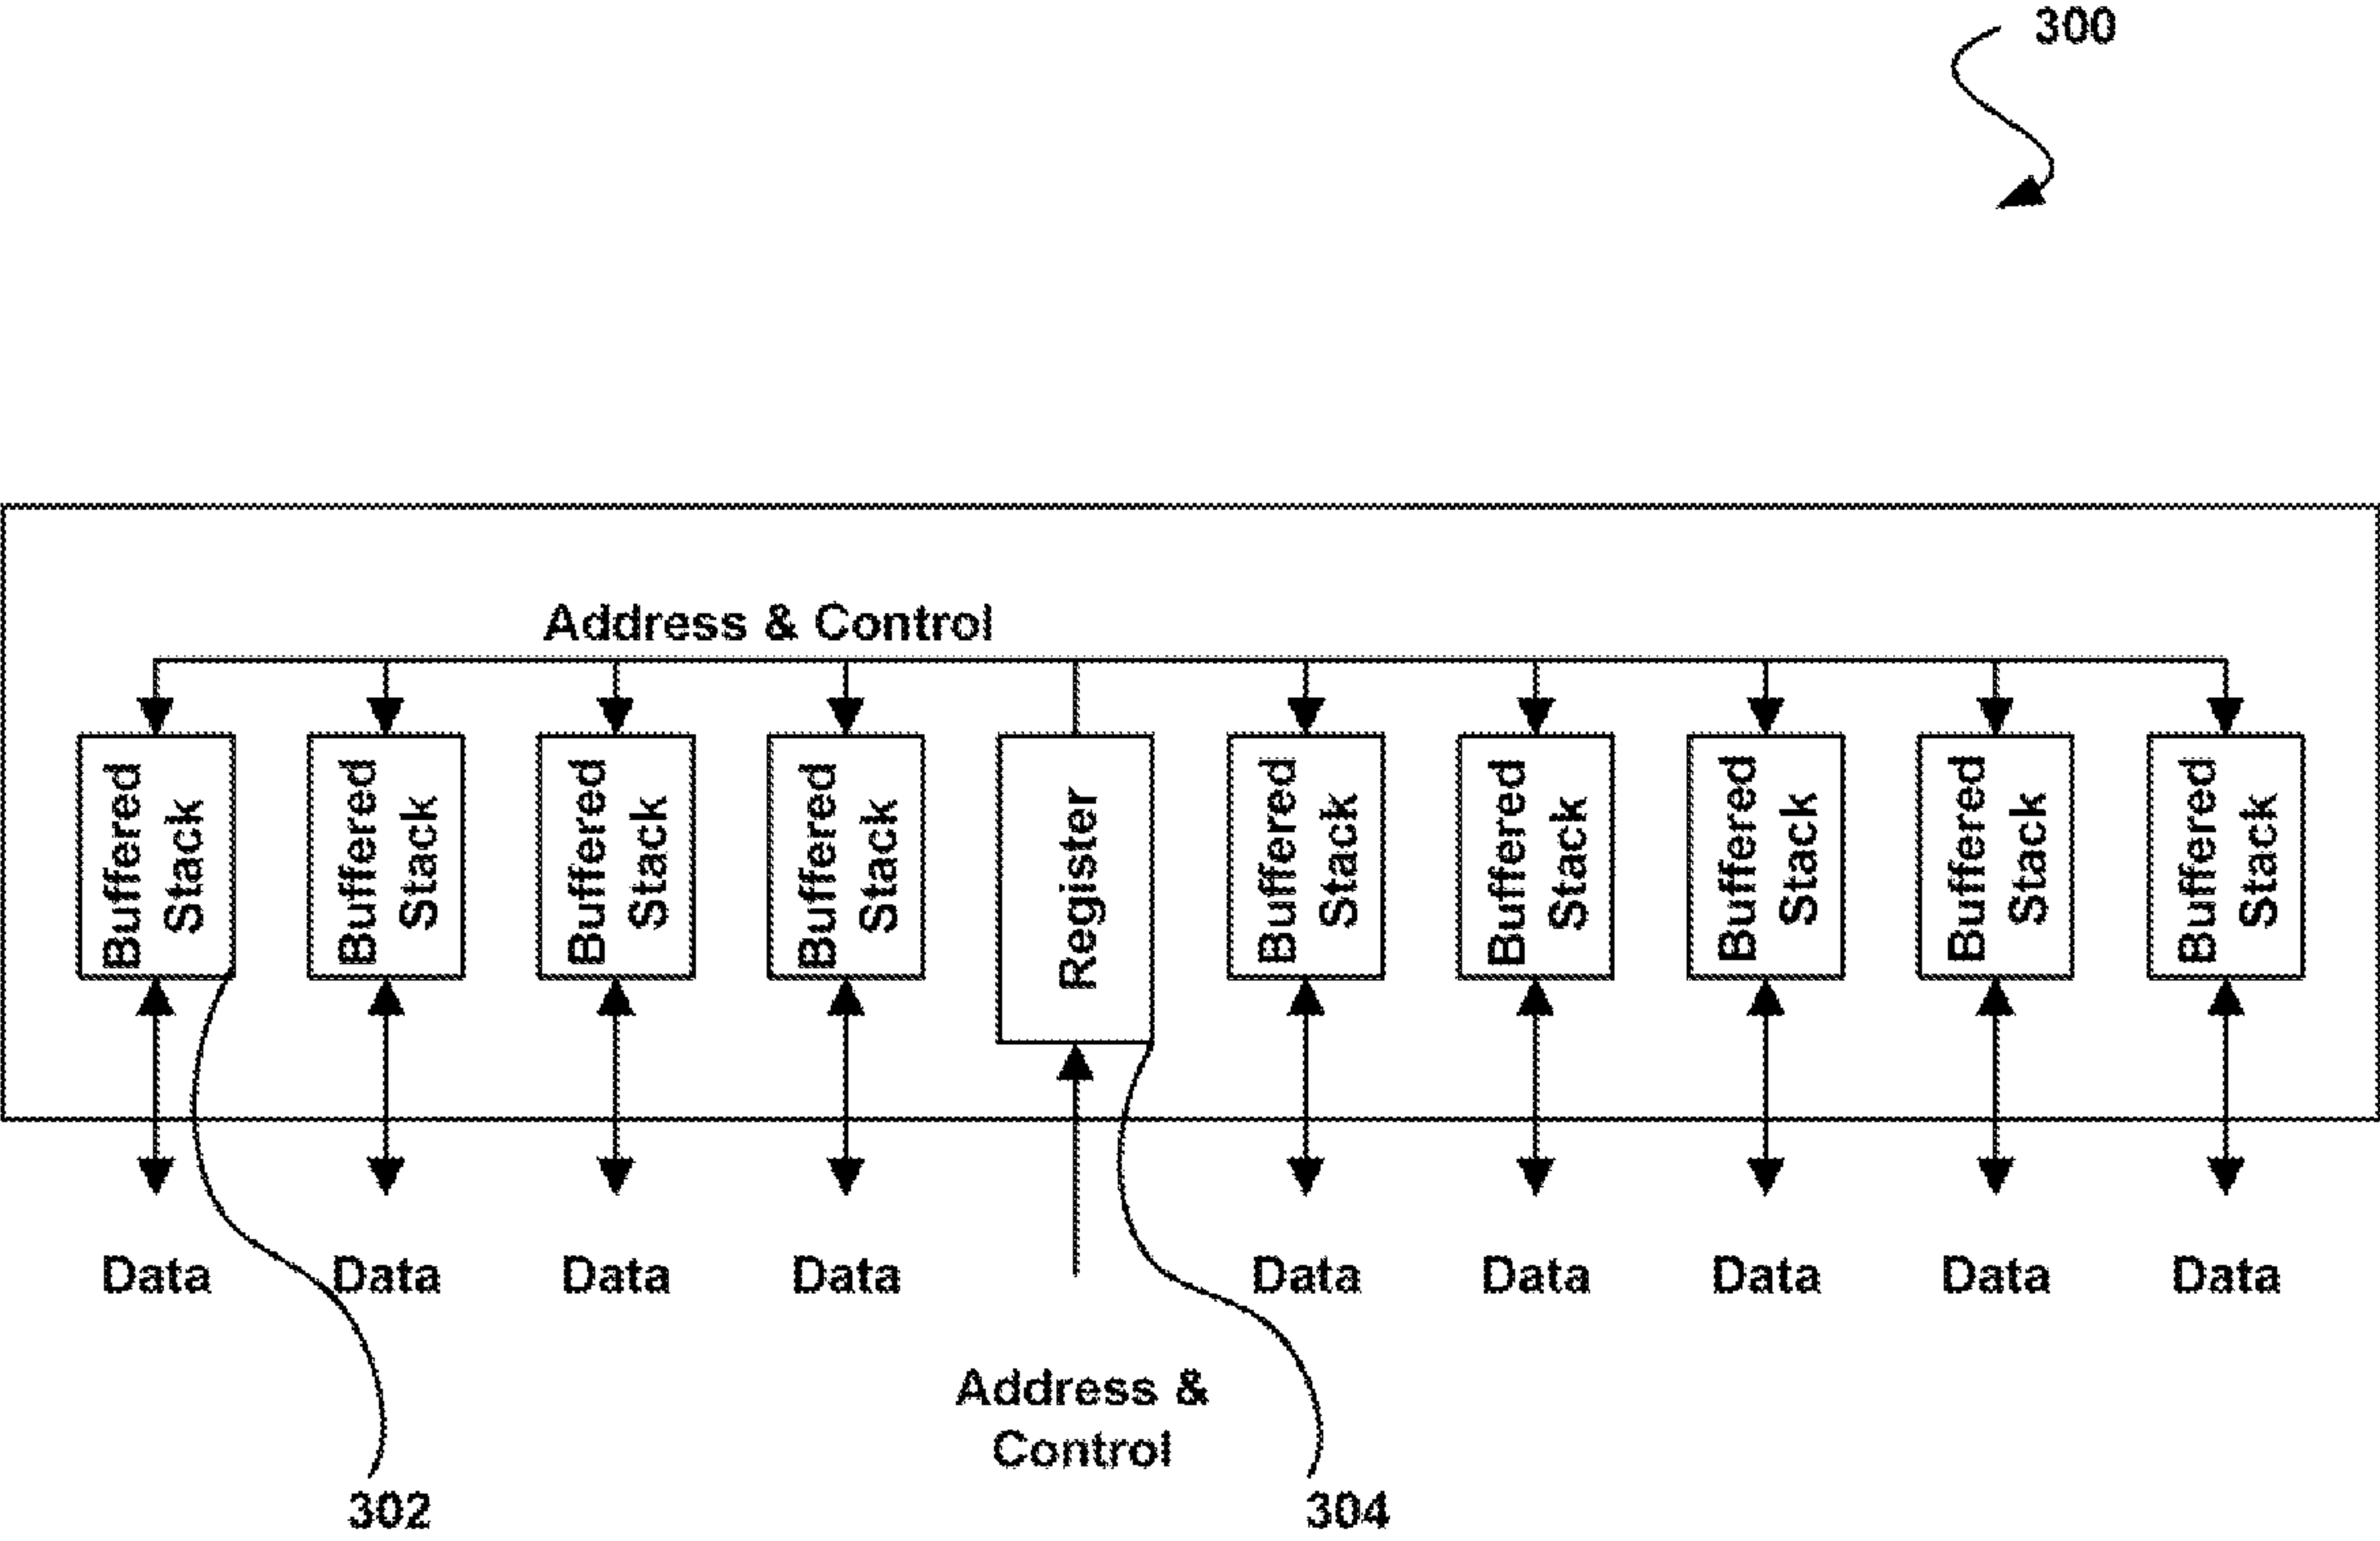 300
Address & Control
Buffered
Stack
Buffered
Stack
Buffered
Stack
Buffered
Stack
Register
Buffered
Stack
Buffered
Stack
Buffered
Stack
Buffered
Stack
Buffered
Stack
Data
Data
Data
Data
Data
Data
Data
Data
Data
Address &
Control
302
304